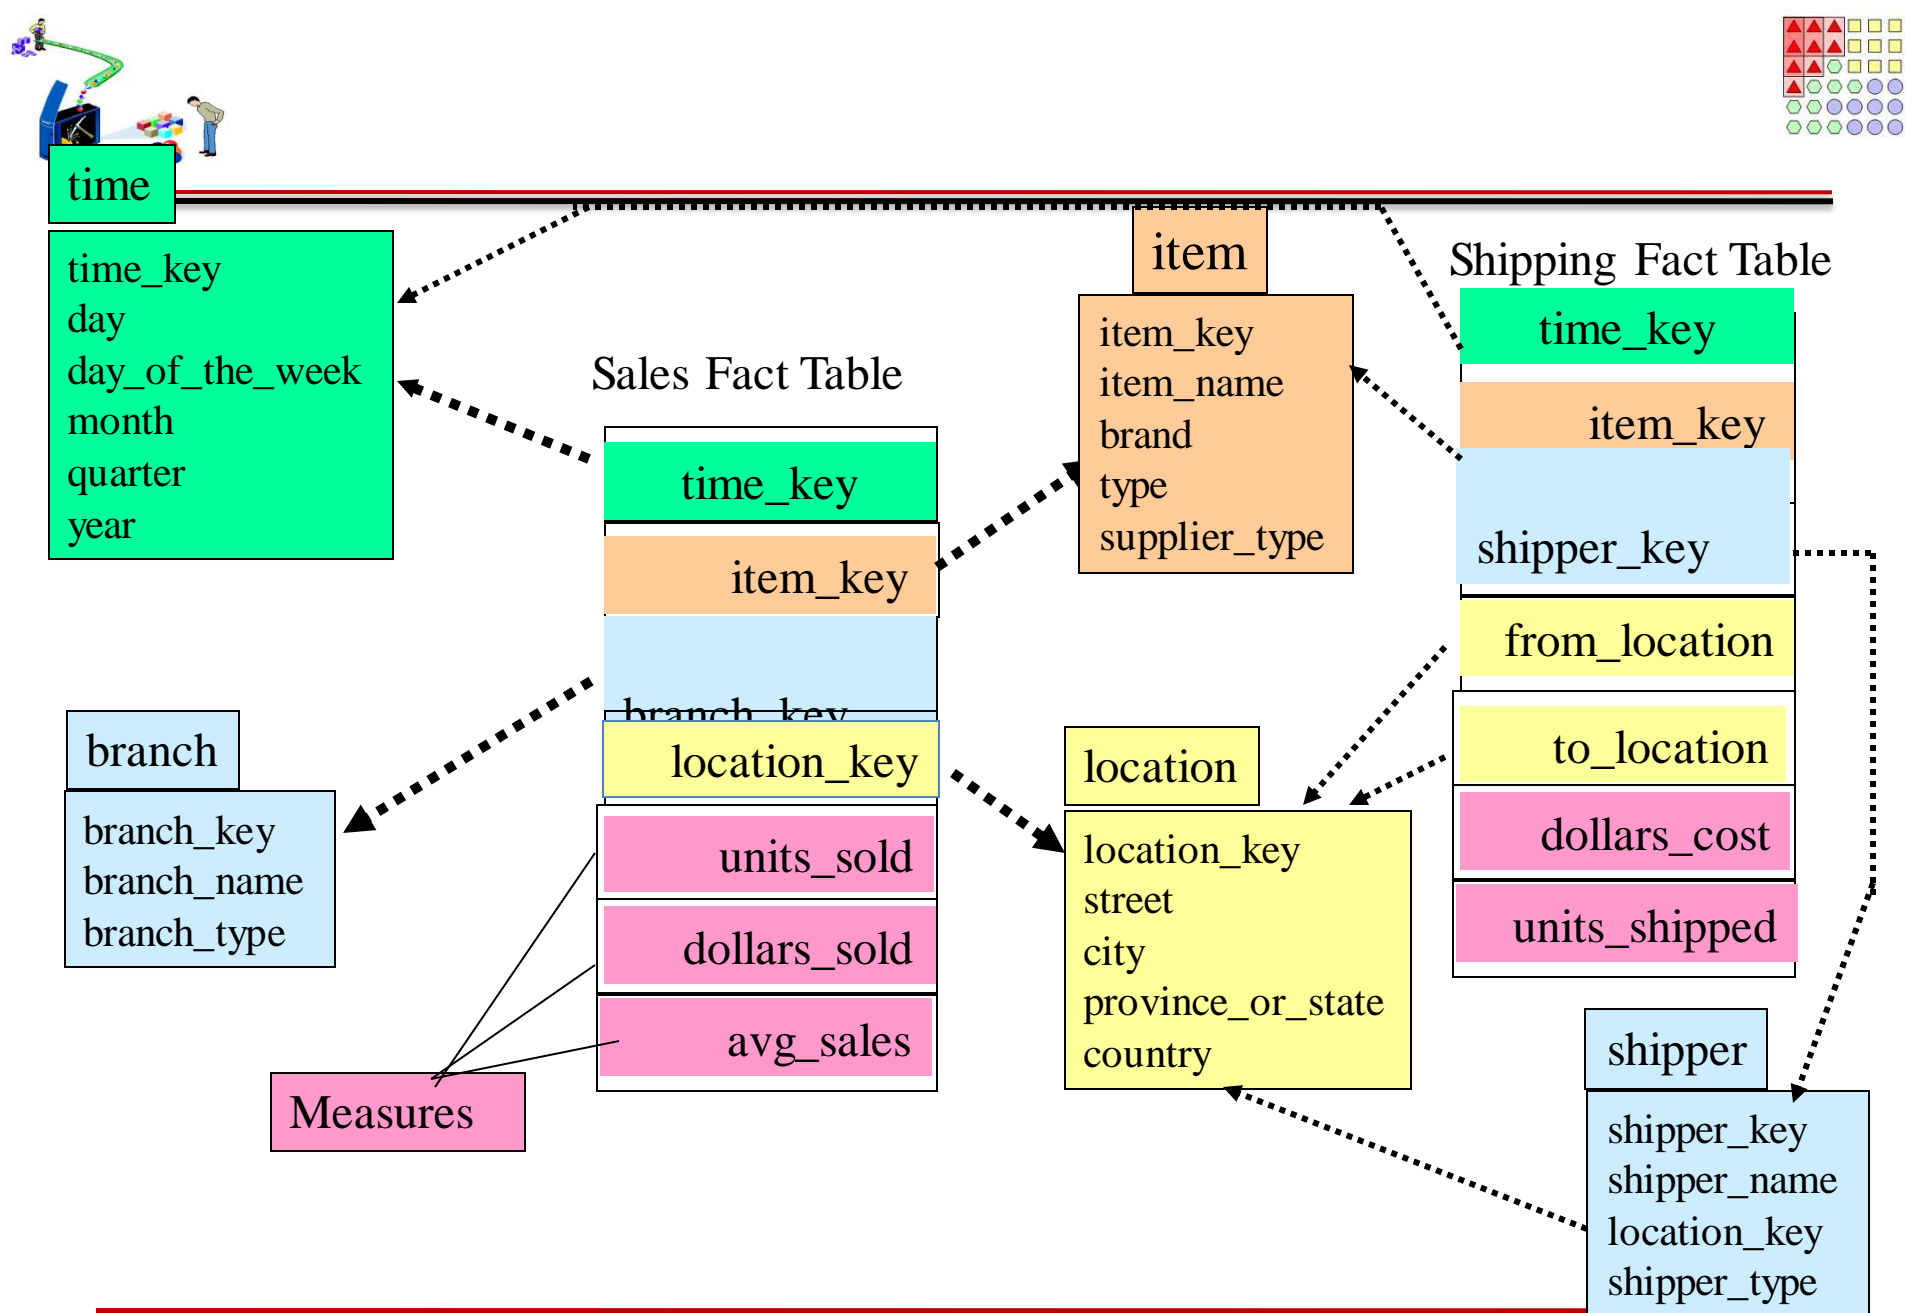 time
time_key
day
day_of_the_week
month
quarter
year
Sales Fact Table
time_key
item_key
branch_key
location_key
units_sold
dollars_sold
avg_sales
Measures
branch
branch_key
branch_name
branch_type
item
item_key
item_name
brand
type
supplier_type
location
location_key
street
city
province_or_state
country
Shipping Fact Table
time_key
item_key
shipper_key
from_location
to_location
dollars_cost
units_shipped
shipper
shipper_key
shipper_name
location_key
shipper_type